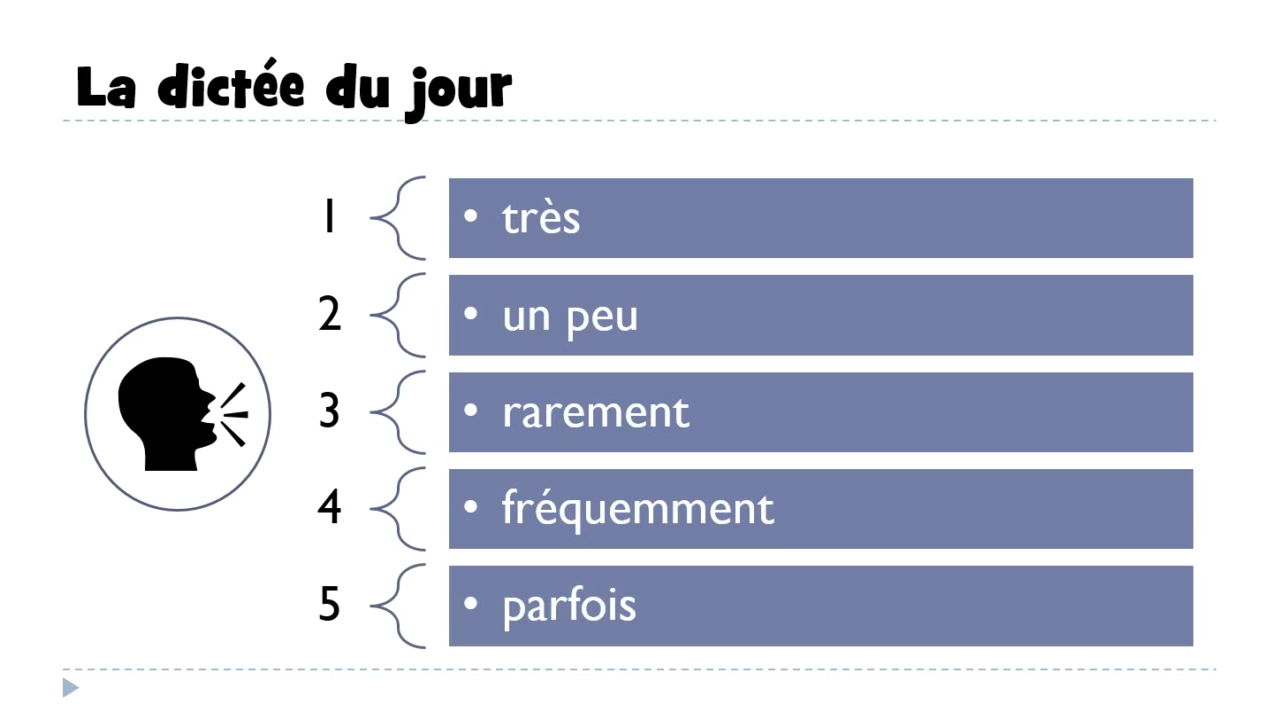 La dictée du jour
1 • très
2 • un peu
3 • rarement
4 • fréquemment
5 • parfois